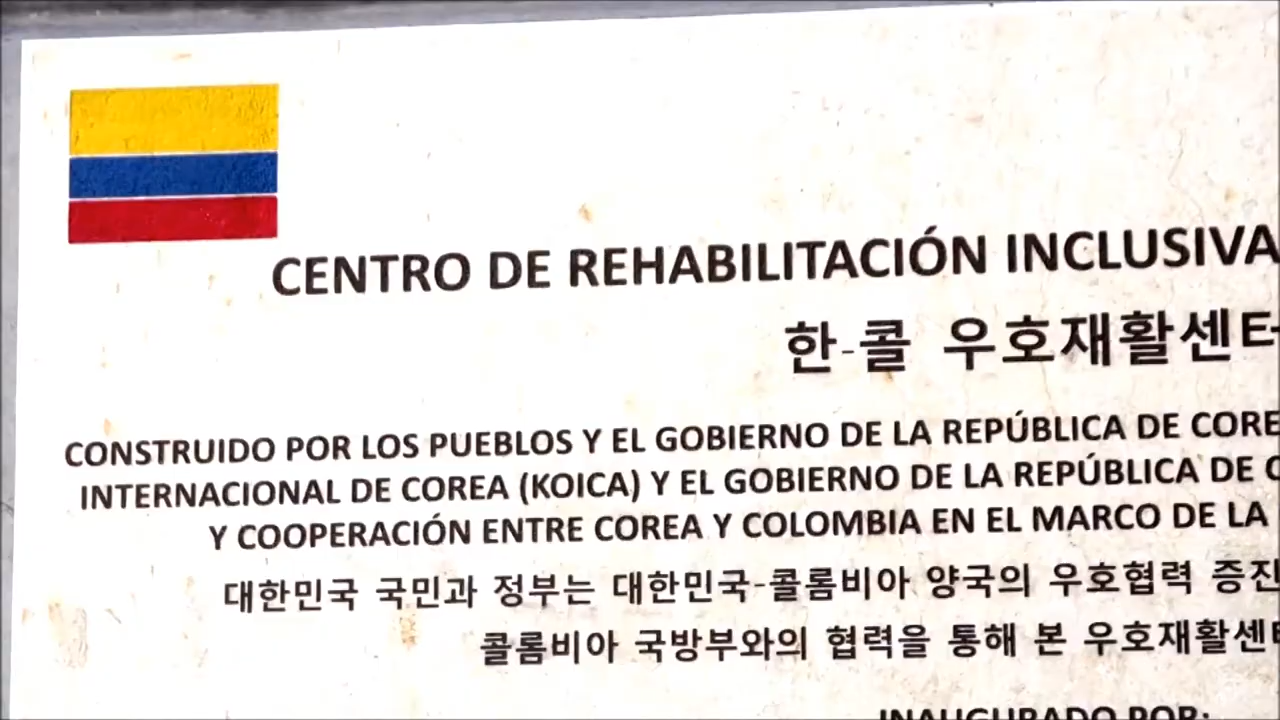 CENTRO DE REHABILITACIÓN INCLUSIVA
한-콜 우호재활센터
CONSTRUIDO POR LOS PUEBLOS Y EL GOBIERNO DE LA REPÚBLICA DE CORE
INTERNACIONAL DE COREA (KOICA) Y EL GOBIERNO DE LA REPÚBLICA DE C
Y COOPERACIÓN ENTRE COREA Y COLOMBIA EN EL MARCO DE LA
대한민국 국민과 정부는 대한민국-콜롬비아 양국의 우호협력 증진
콜롬비아 국방부와의 협력을 통해 본 우호재활센터
INAUGURADO POR: